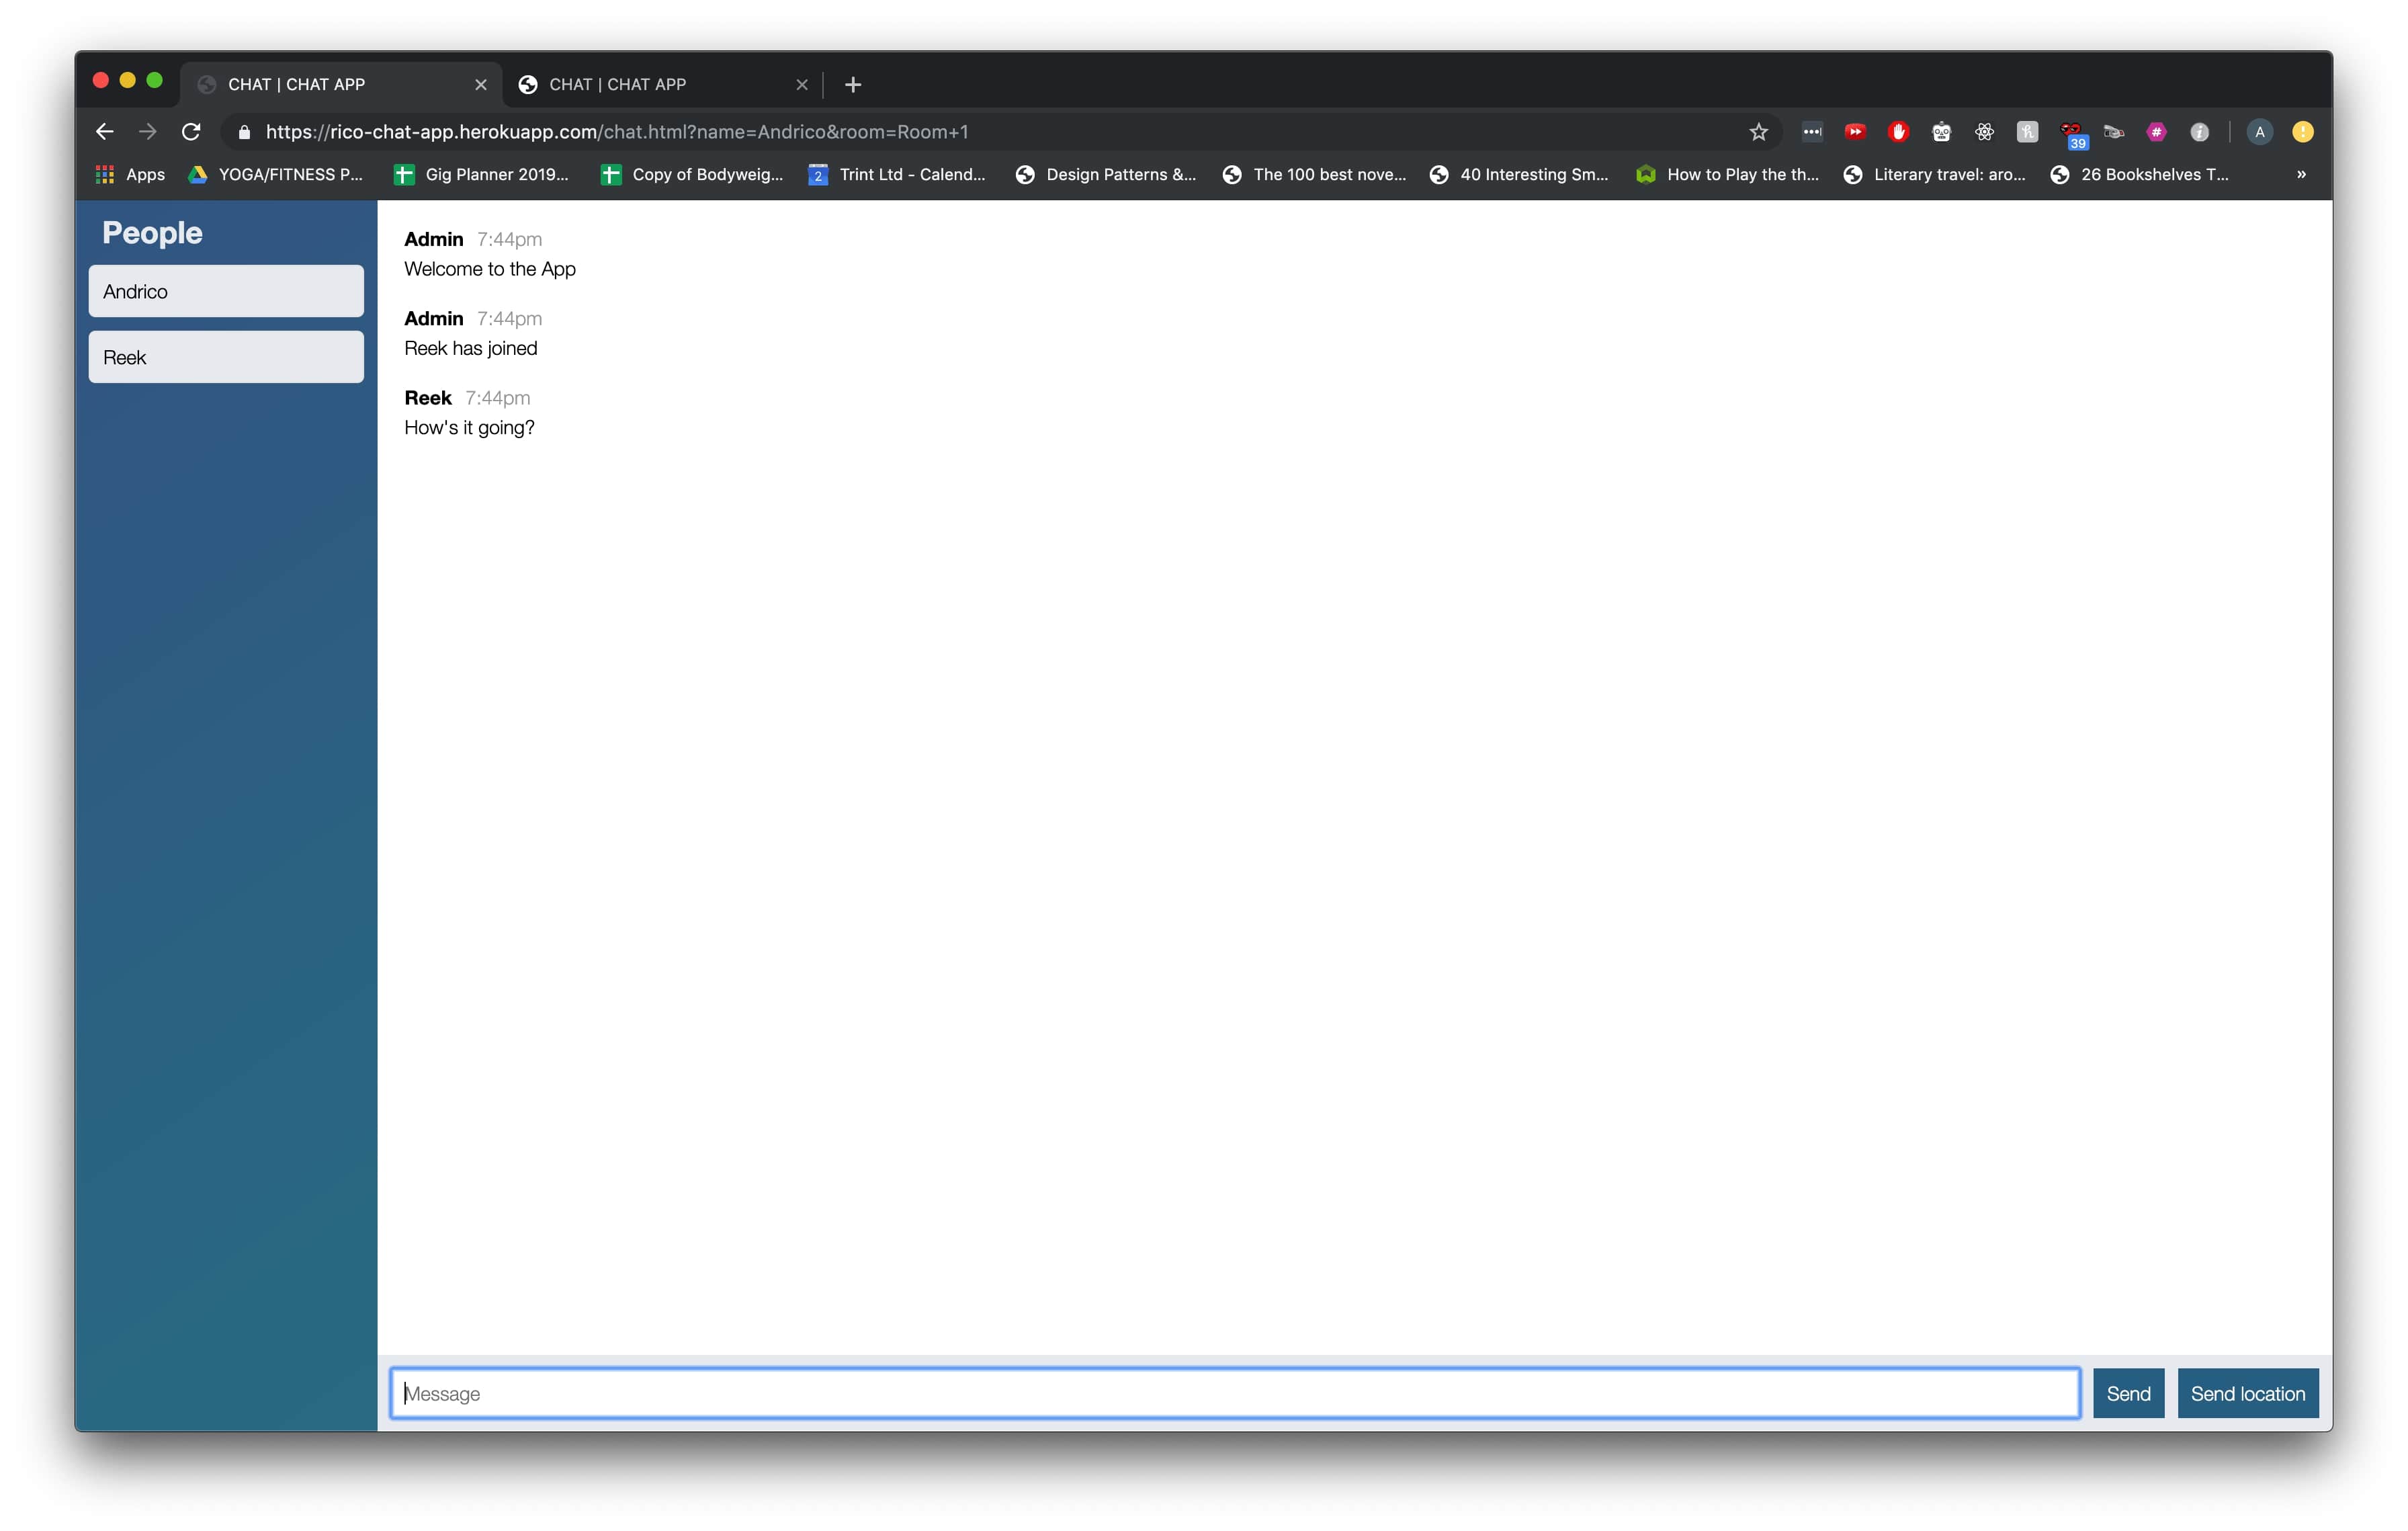 CHAT | CHAT APP
CHAT | CHAT APP
https://rico-chat-app.herokuapp.com/chat.html?name=Andrico&room=Room+1
39
A
Apps
YOGA/FITNESS P...
Gig Planner 2019...
Copy of Bodyweig...
2
Trint Ltd - Calend...
Design Patterns &...
The 100 best nove...
40 Interesting Sm...
How to Play the th...
Literary travel: aro...
26 Bookshelves T...
»
People
Andrico
Reek
Admin 7:44pm
Welcome to the App
Admin 7:44pm
Reek has joined
Reek 7:44pm
How's it going?
Message
Send
Send location